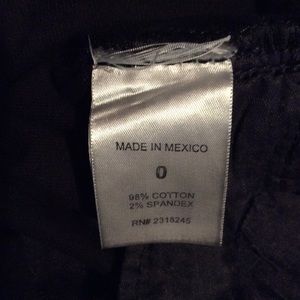 MADE IN MEXICO
0
98% COTTON
2% SPANDEX
RN# 2318245